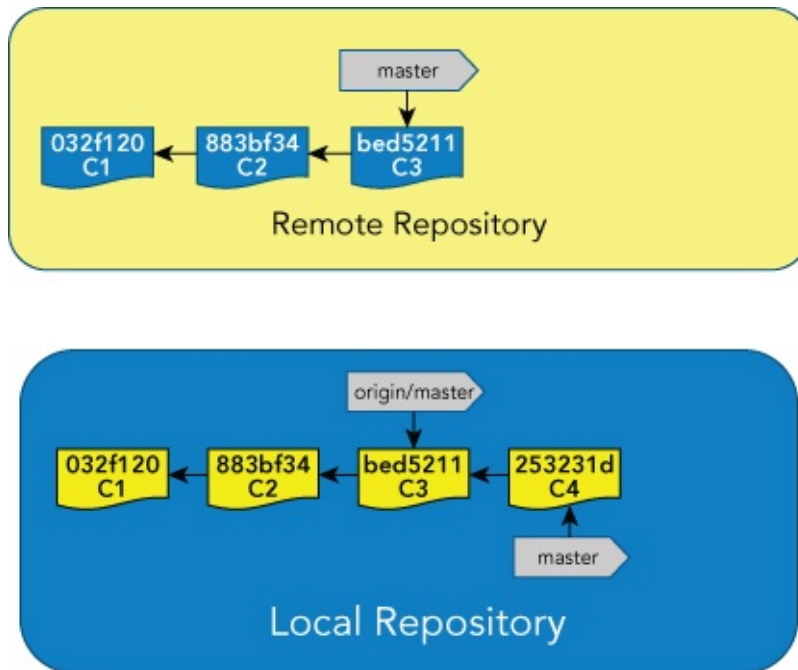 master
032f120
C1
883bf34
C2
bed5211
C3
Remote Repository
origin/master
032f120
C1
883bf34
C2
bed5211
C3
253231d
C4
master
Local Repository